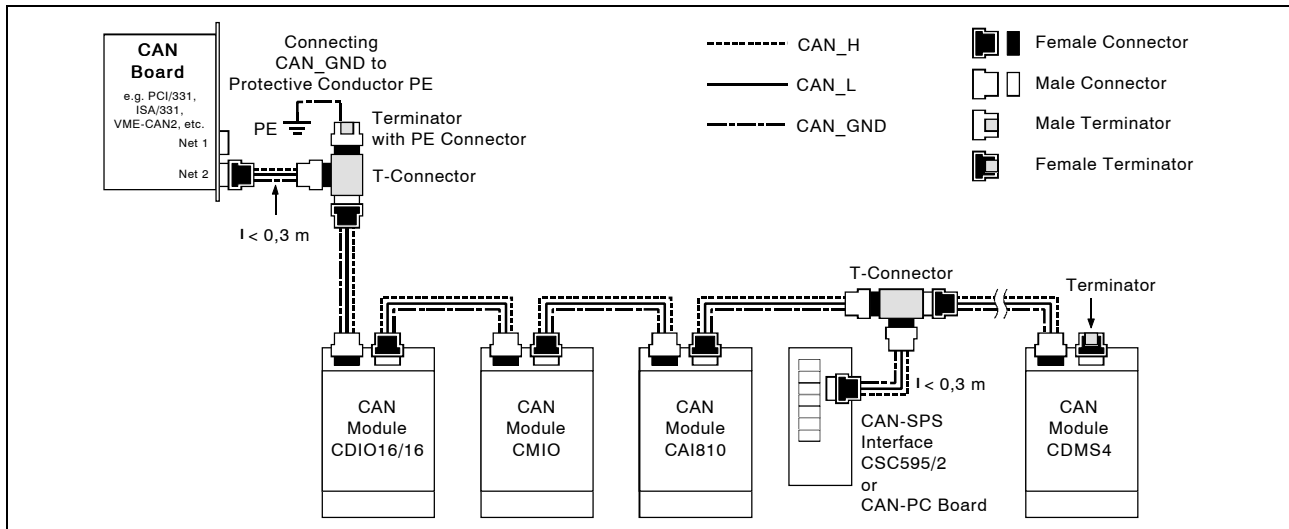 CAN
Board
e.g. PCI/331,
ISA/331,
VME-CAN2, etc.
Net 1
Net 2
Connecting
CAN_GND to
Protective Conductor PE
PE
Terminator
with PE Connector
T-Connector
l < 0,3 m
CAN_H
CAN_L
CAN_GND
Female Connector
Male Connector
Male Terminator
Female Terminator
T-Connector
Terminator
l < 0,3 m
CAN
Module
CDIO16/16
CAN
Module
CMIO
CAN
Module
CAI810
CAN-SPS
Interface
CSC595/2
or
CAN-PC Board
CAN
Module
CDMS4